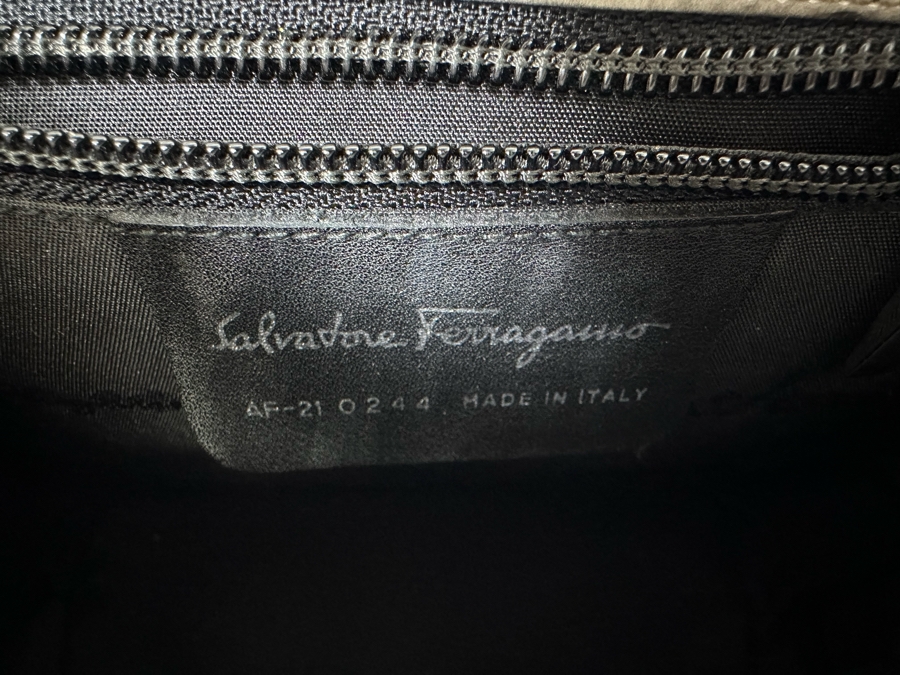 Salvatore Ferragamo
AF-21 0244 MADE IN ITALY